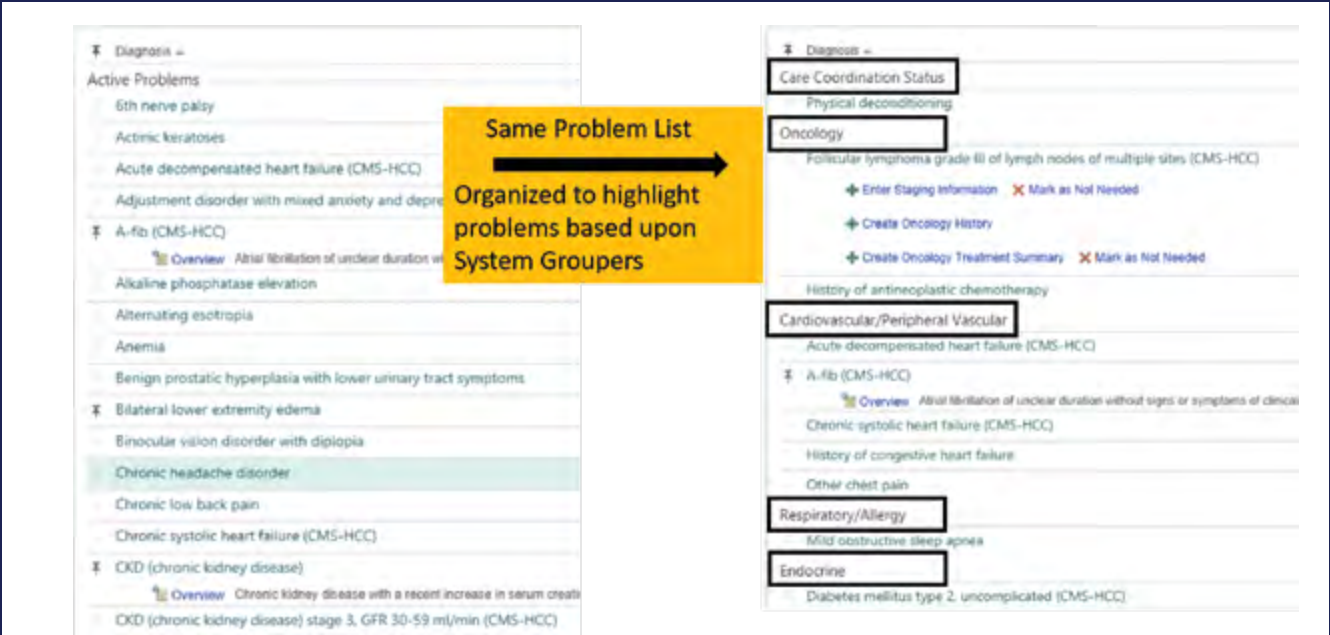 Diagnosis
Active Problems
6th nerve palsy
Actinic keratoses
Acute decompensated heart failure (CMS-HCC)
Adjustment disorder with mixed anxiety and depre
A-fib (CMS-HCC)
Overview Atrial fibrillation of unclear duration wi
Alkaline phosphatase elevation
Alternating esotropia
Anemia
Benign prostatic hyperplasia with lower urinary tract symptoms
Bilateral lower extremity edema
Binocular vision disorder with diplopia
Chronic headache disorder
Chronic low back pain
Chronic systolic heart failure (CMS-HCC)
CKD (chronic kidney disease)
Overview Chronic kidney disease with a recent increase in serum creati
CKD (chronic kidney disease) stage 3, GFR 30-59 ml/min (CMS-HCC)
Same Problem List
Organized to highlight
problems based upon
System Groupers
Diagnosis
Care Coordination Status
Physical deconditioning
Oncology
Follicular lymphoma grade III of lymph nodes of multiple sites (CMS-HCC)
Enter Staging Information Mark as Not Needed
Create Oncology History
Create Oncology Treatment Summary Mark as Not Needed
History of antineoplastic chemotherapy
Cardiovascular/Peripheral Vascular
Acute decompensated heart failure (CMS-HCC)
A-fib (CMS-HCC)
Overview Atrial fibrillation of unclear duration without signs or symptoms of clinica
Chronic systolic heart failure (CMS-HCC)
History of congestive heart failure
Other chest pain
Respiratory/Allergy
Mild obstructive sleep apnea
Endocrine
Diabetes mellitus type 2, uncomplicated (CMS-HCC)